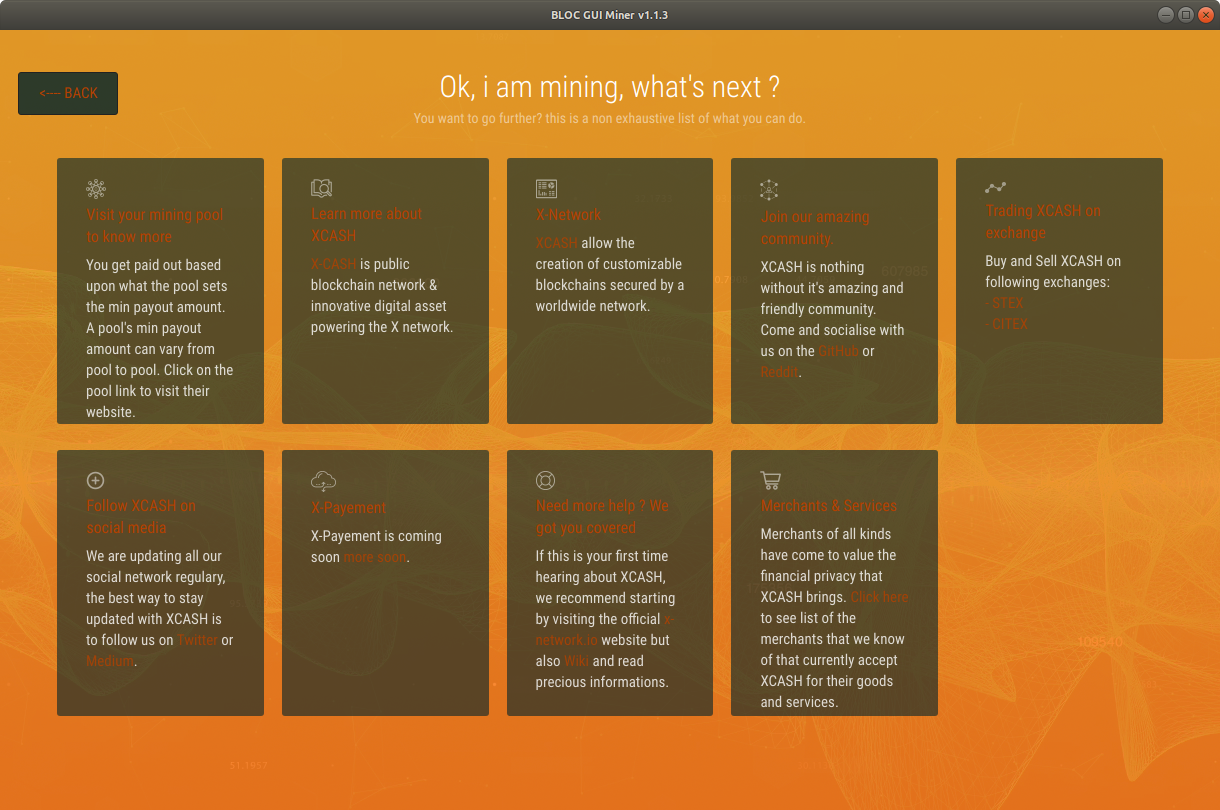 BLOC GUI Miner v1.1.3
<--- BACK
Ok, i am mining, what's next ?
You want to go further? this is a non exhaustive list of what you can do.
Visit your mining pool
to know more
You get paid out based
upon what the pool sets
the min payout amount.
A pool's min payout
amount can vary from
pool to pool. Click on the
pool link to visit their
website.
Learn more about
XCASH
X-CASH is public
blockchain network &
innovative digital asset
powering the X network.
X-Network
XCASH allow the
creation of customizable
blockchains secured by a
worldwide network.
Join our amazing
community.
XCASH is nothing
without it's amazing and
friendly community.
Come and socialise with
us on the GitHub or
Reddit.
Trading XCASH on
exchange
Buy and Sell XCASH on
following exchanges:
- STEX
- CITEX
Follow XCASH on
social media
We are updating all our
social network regulary,
the best way to stay
updated with XCASH is
to follow us on Twitter or
Medium.
X-Payement
X-Payement is coming
soon more soon.
Need more help ? We
got you covered
If this is your first time
hearing about XCASH,
we recommend starting
by visiting the official x-
network.io website but
also Wiki and read
precious informations.
Merchants & Services
Merchants of all kinds
have come to value the
financial privacy that
XCASH brings. Click here
to see list of the
merchants that we know
of that currently accept
XCASH for their goods
and services.
109540
51.1957